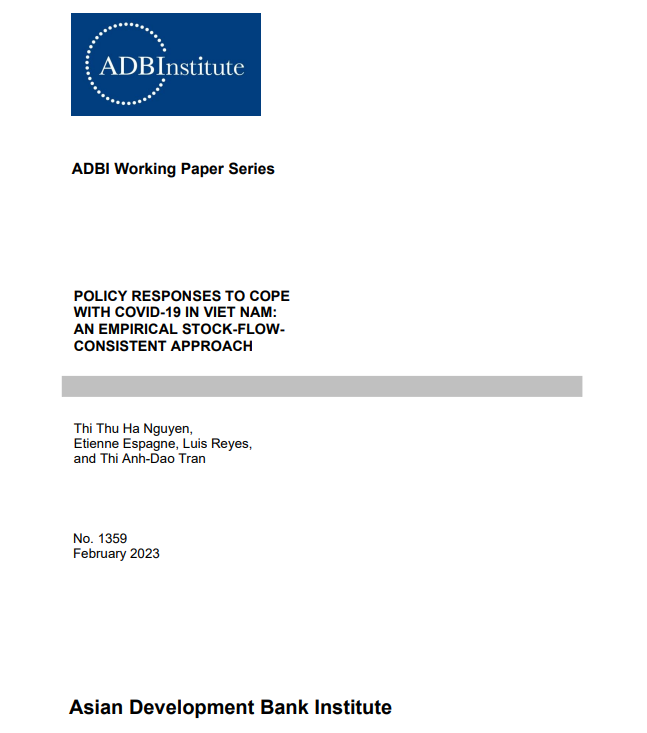 ADBInstitute
ADBI Working Paper Series
POLICY RESPONSES TO COPE
WITH COVID-19 IN VIET NAM:
AN EMPIRICAL STOCK-FLOW-
CONSISTENT APPROACH
Thi Thu Ha Nguyen,
Etienne Espagne, Luis Reyes,
and Thi Anh-Dao Tran
No. 1359
February 2023
Asian Development Bank Institute